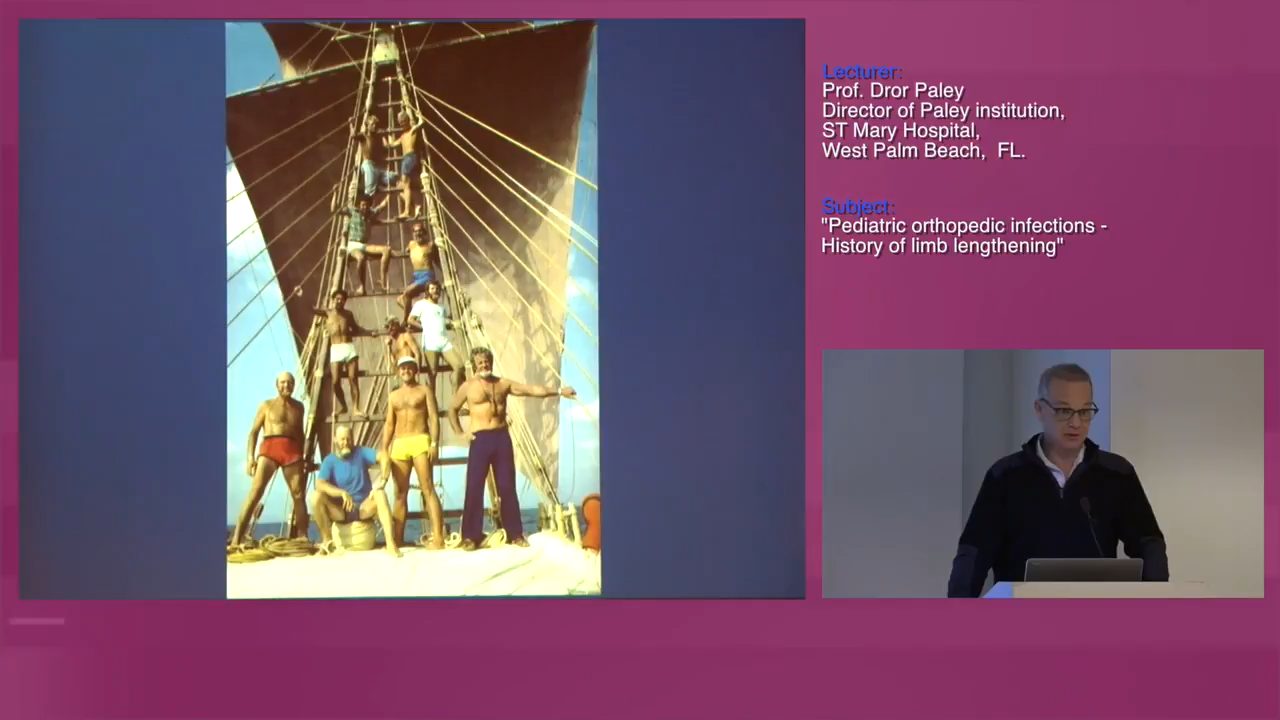 Lecturer:
Prof. Dror Paley
Director of Paley institution,
ST Mary Hospital,
West Palm Beach,  FL.
Subject:
"Pediatric orthopedic infections -
History of limb lengthening"